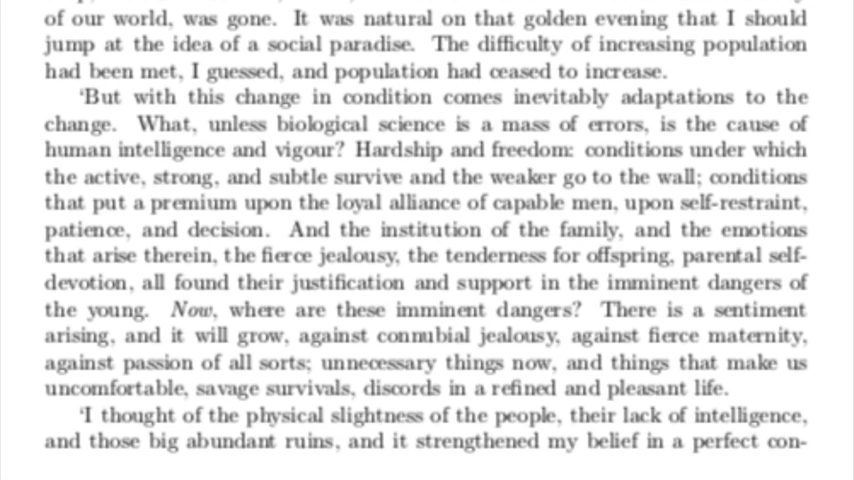 of our world, was gone. It was natural on that golden evening that I should
jump at the idea of a social paradise. The difficulty of increasing population
had been met, I guessed, and population had ceased to increase.
‘But with this change in condition comes inevitably adaptations to the
change. What, unless biological science is a mass of errors, is the cause of
human intelligence and vigour? Hardship and freedom: conditions under which
the active, strong, and subtle survive and the weaker go to the wall; conditions
that put a premium upon the loyal alliance of capable men, upon self-restraint,
patience, and decision. And the institution of the family, and the emotions
that arise therein, the fierce jealousy, the tenderness for offspring, parental self-
devotion, all found their justification and support in the imminent dangers of
the young. Now, where are these imminent dangers? There is a sentiment
arising, and it will grow, against connubial jealousy, against fierce maternity,
against passion of all sorts; unnecessary things now, and things that make us
uncomfortable, savage survivals, discords in a refined and pleasant life.
‘I thought of the physical slightness of the people, their lack of intelligence,
and those big abundant ruins, and it strengthened my belief in a perfect con-